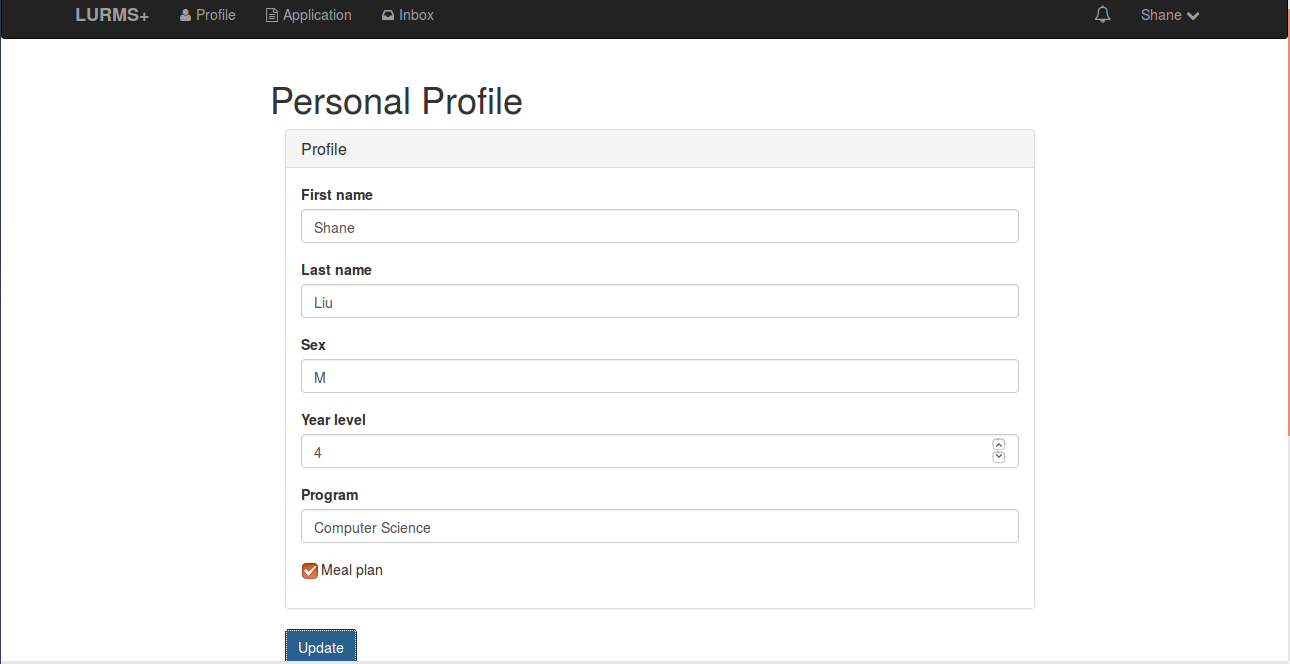 LURMS+ Profile Application Inbox Shane
Personal Profile
Profile
First name
Shane
Last name
Liu
Sex
M
Year level
4
Program
Computer Science
Meal plan
Update